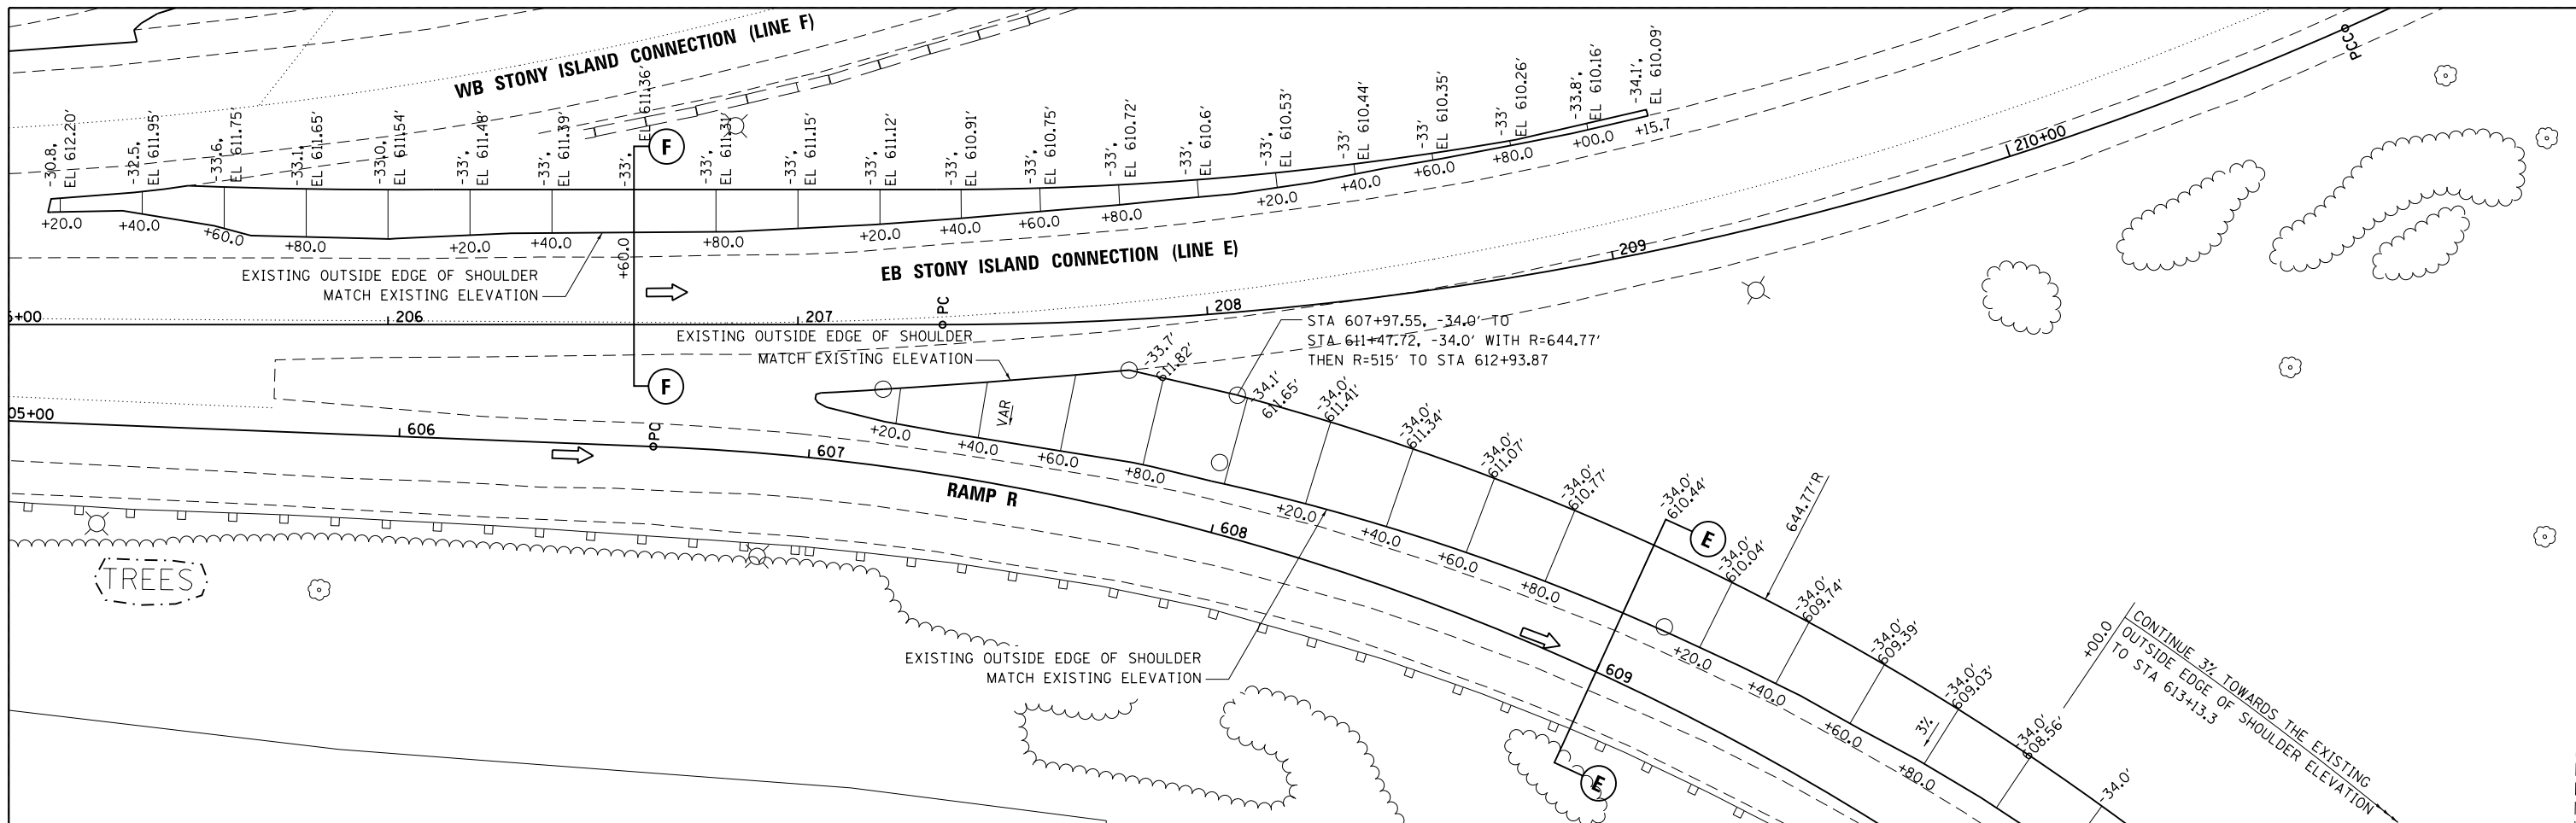 WB STONY ISLAND CONNECTION (LINE F)
-30.8, EL 612.20'
-32.5, EL 611.95'
-33.6, EL 611.75'
-33.1, EL 611.65'
-33.0, EL 611.54'
-33', EL 611.48'
-33', EL 611.39'
-33', EL 611.36'
-33', EL 611.31'
-33', EL 611.15'
-33', EL 611.12'
-33', EL 610.91'
-33', EL 610.75'
-33', EL 610.72'
-33', EL 610.6'
-33', EL 610.53'
-33' EL 610.44'
-33' EL 610.35'
-33' EL 610.26'
-33.8', EL 610.16'
-34.1', EL 610.09'
PCC
F
+20.0
+40.0
+60.0
+80.0
+20.0
+40.0
+60.0
+80.0
+20.0
+40.0
+60.0
+80.0
+20.0
+40.0
+60.0
+80.0
+00.0
+15.7
210+00
209
EXISTING OUTSIDE EDGE OF SHOULDER
MATCH EXISTING ELEVATION
EB STONY ISLAND CONNECTION (LINE E)
5+00
206
207
PC
208
EXISTING OUTSIDE EDGE OF SHOULDER
MATCH EXISTING ELEVATION
STA 607+97.55, -34.0' TO
STA 611+47.72, -34.0' WITH R=644.77'
THEN R=515' TO STA 612+93.87
F
-33.7'
611.82'
-34.1'
611.65'
-34.0'
611.41'
-34.0'
611.34'
-34.0'
611.07'
-34.0'
610.77'
-34.0'
610.44'
-34.0'
610.04'
-34.0'
609.74'
-34.0'
609.39'
-34.0'
609.03'
-34.0'
608.56'
-34.0'
644.77'R
05+00
606
PC
607
VAR
+20.0
+40.0
+60.0
+80.0
+20.0
+40.0
+60.0
+80.0
+20.0
+40.0
+60.0
+80.0
+00.0
RAMP R
608
609
E
TREES
EXISTING OUTSIDE EDGE OF SHOULDER
MATCH EXISTING ELEVATION
3%
E
CONTINUE 3% TOWARDS THE EXISTING
OUTSIDE EDGE OF SHOULDER ELEVATION
TO STA 613+13.3